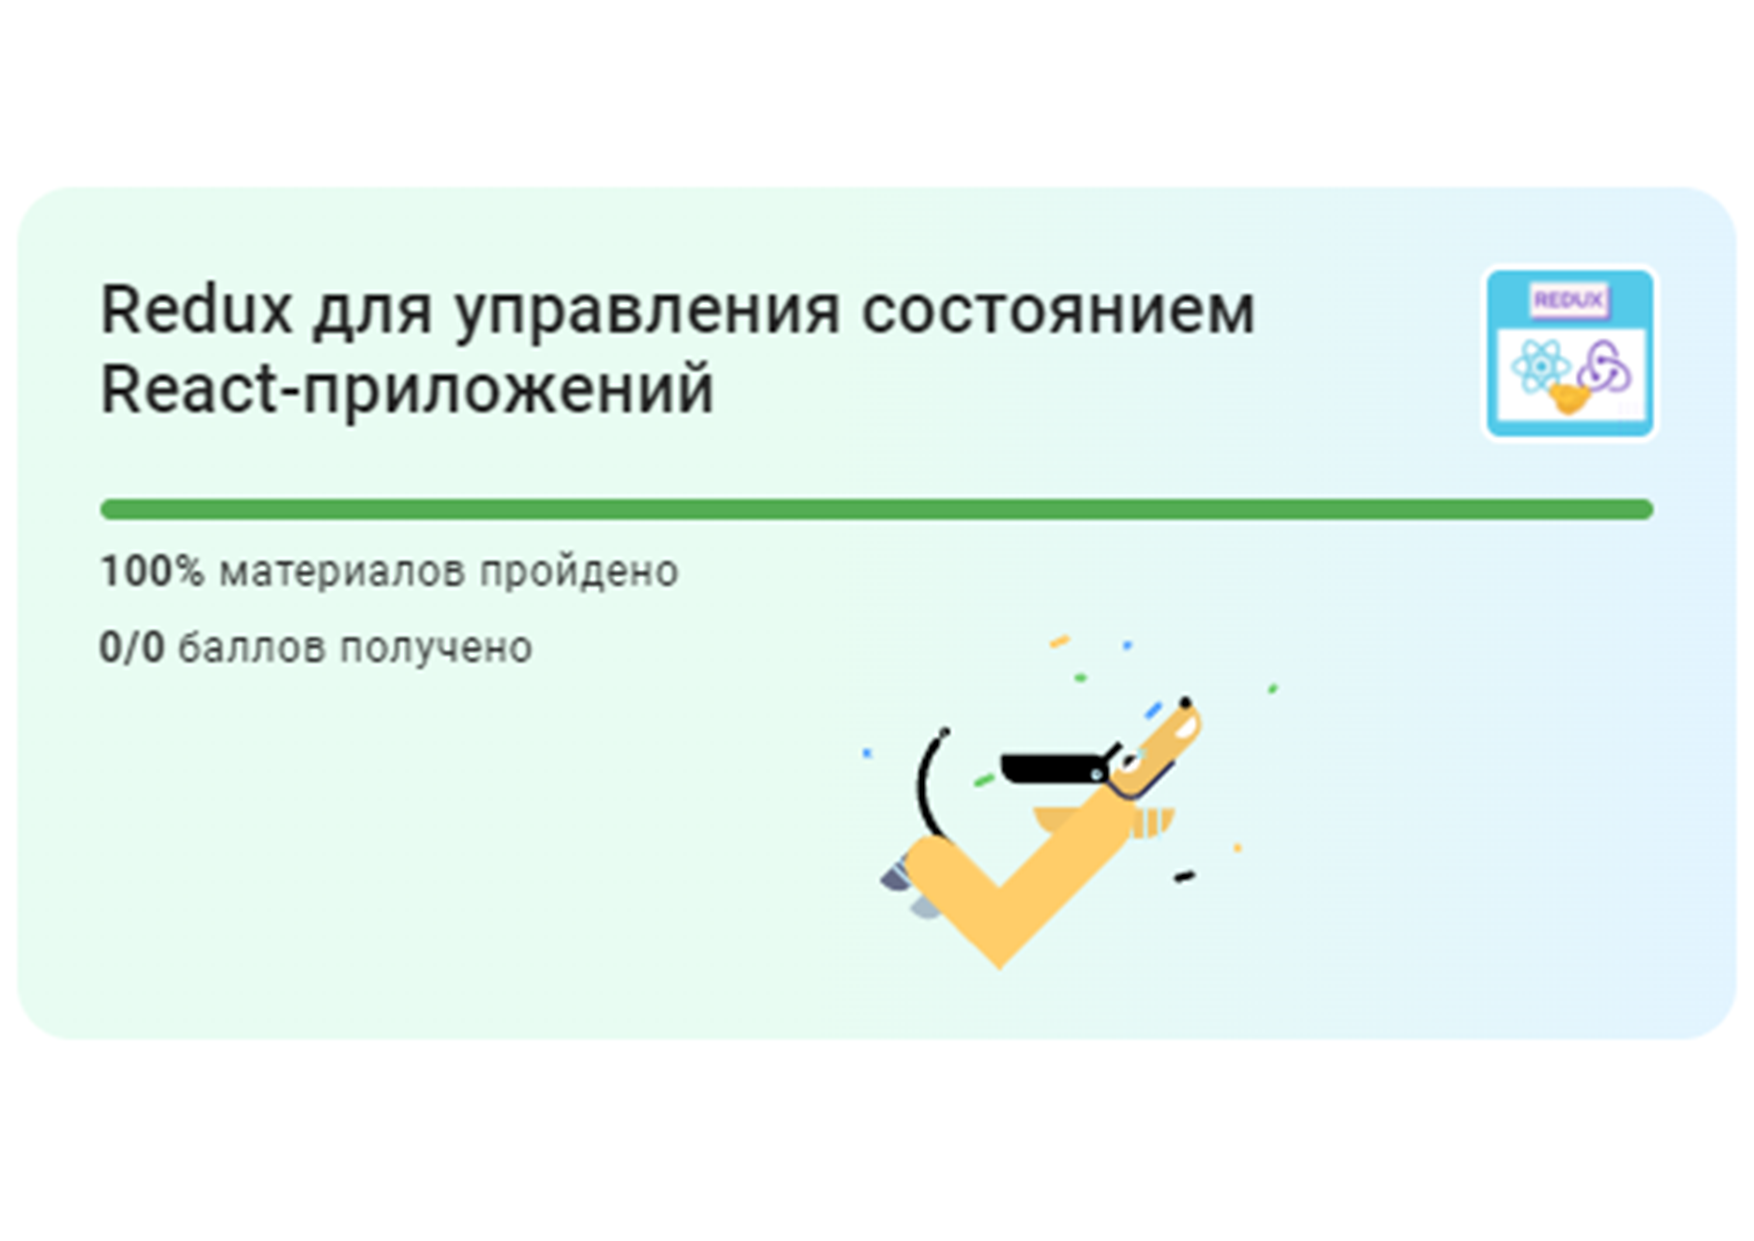 Redux для управления состоянием
React-приложений
REDUX
100% материалов пройдено
0/0 баллов получено